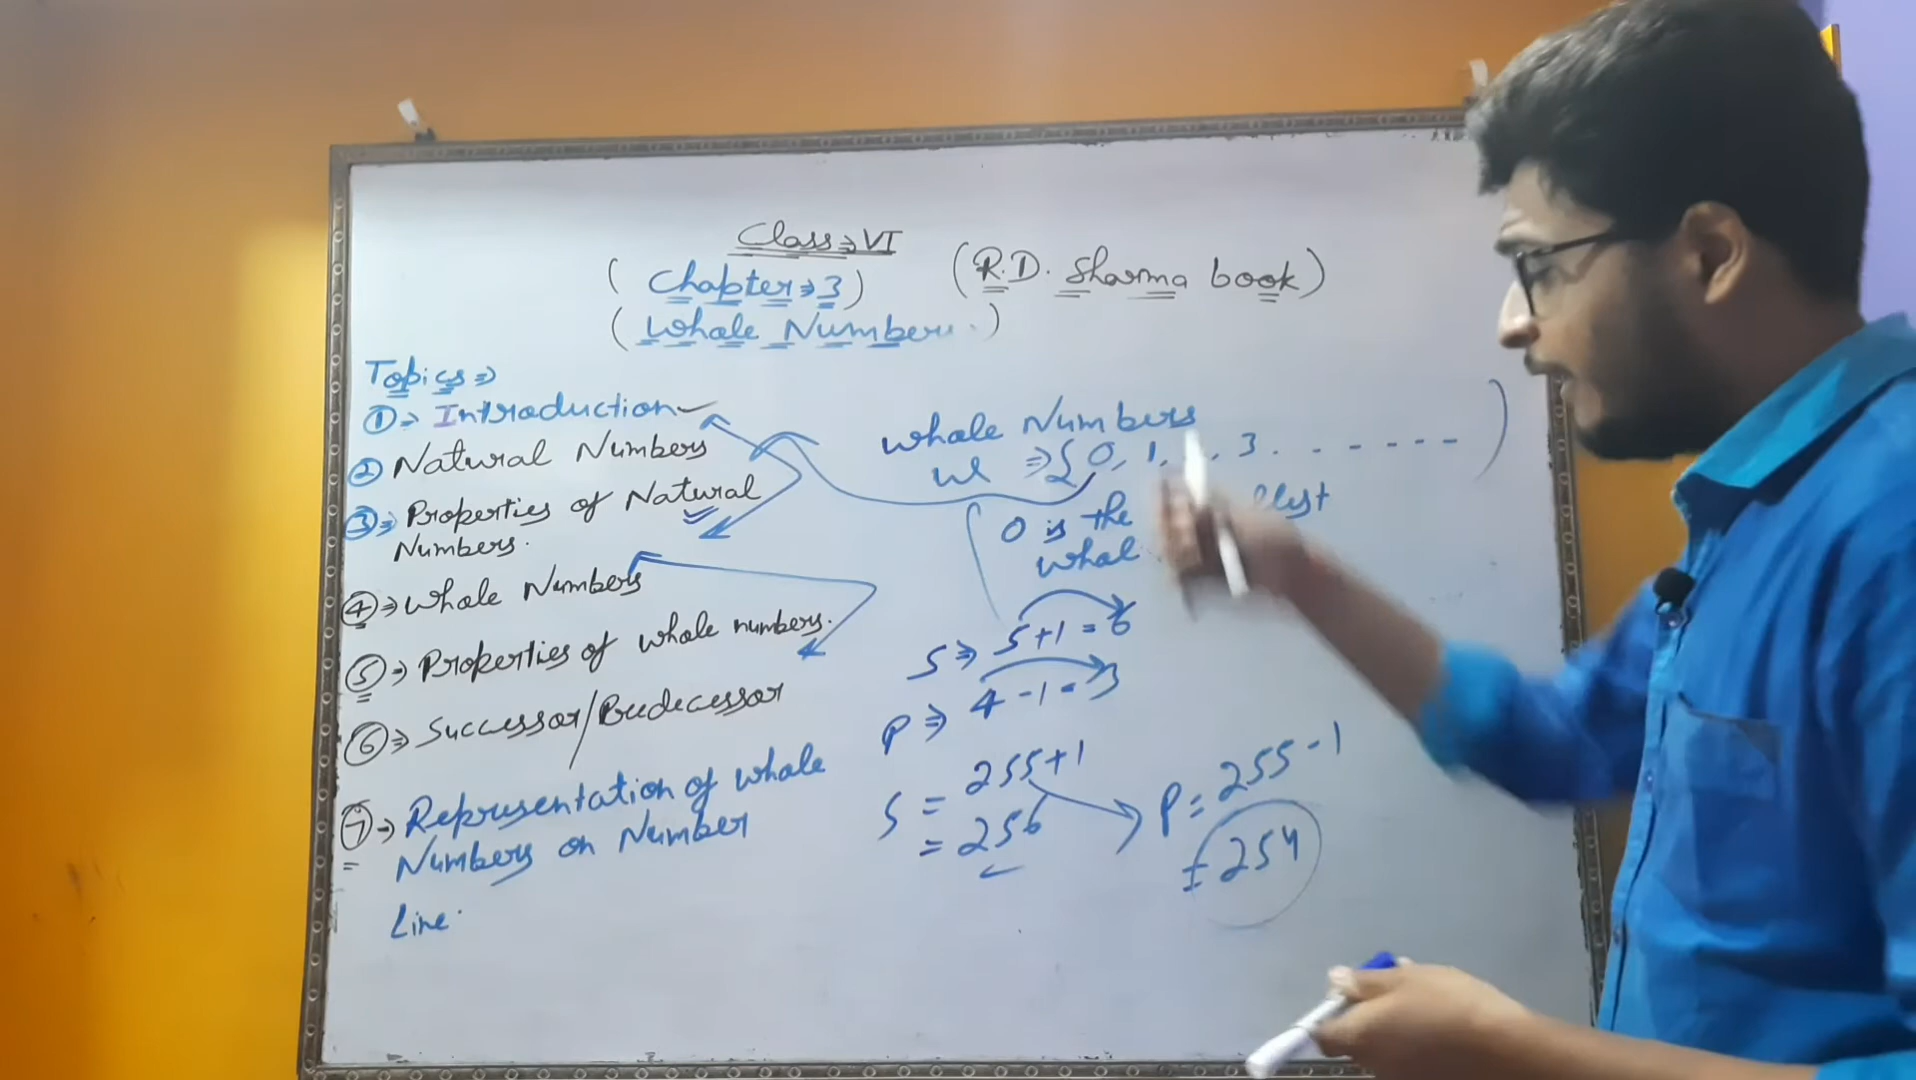 Class ⇒ VI
( Chapter ⇒ 3 ) (R.D. Sharma book)
( Whole Numbers )
Topics ⇒
① ⇒ Introduction
② Natural Numbers
③ ⇒ Properties of Natural
Numbers.
④ ⇒ Whole Numbers
⑤ ⇒ Properties of whole numbers.
⑥ ⇒ Successor/Predecessor
⑦ → Representation of whole
Numbers on Number
Line.
Whole Numbers
W ⇒ { 0, 1, , 3. . - - - - - - )
0 is the
S ⇒ 5+1 = 6
P ⇒ 4-1 = 3
S = 255+1
= 256
P = 255-1
= 254